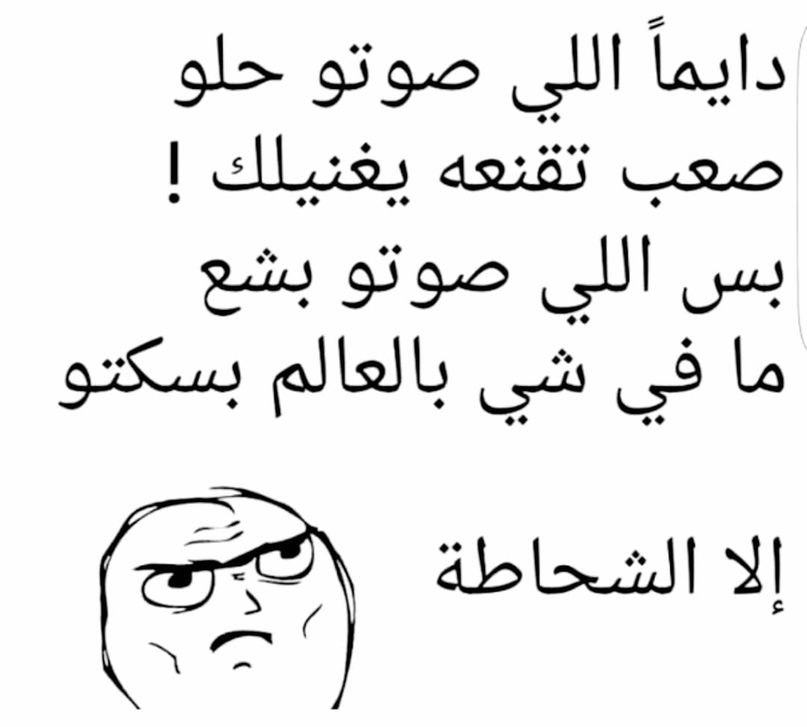 دايماً اللي صوتو حلو
صعب تقنعه يغنيلك !
بس اللي صوتو بشع
ما في شي بالعالم بسكتو
إلا الشحاطة